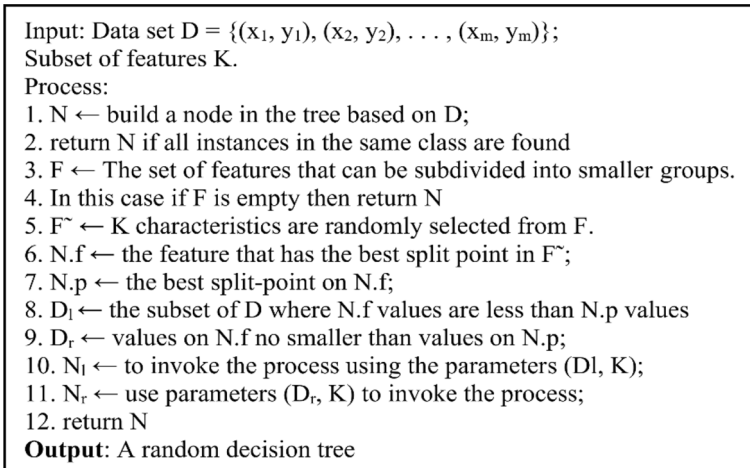 Input: Data set D = {(x₁, y₁), (x₂, y₂), . . . , (xₘ, yₘ)};
Subset of features K.
Process:
1. N ← build a node in the tree based on D;
2. return N if all instances in the same class are found
3. F ← The set of features that can be subdivided into smaller groups.
4. In this case if F is empty then return N
5. F˜ ← K characteristics are randomly selected from F.
6. N.f ← the feature that has the best split point in F˜;
7. N.p ← the best split-point on N.f;
8. Dₗ ← the subset of D where N.f values are less than N.p values
9. Dᵣ ← values on N.f no smaller than values on N.p;
10. Nₗ ← to invoke the process using the parameters (Dl, K);
11. Nᵣ ← use parameters (Dᵣ, K) to invoke the process;
12. return N
Output: A random decision tree